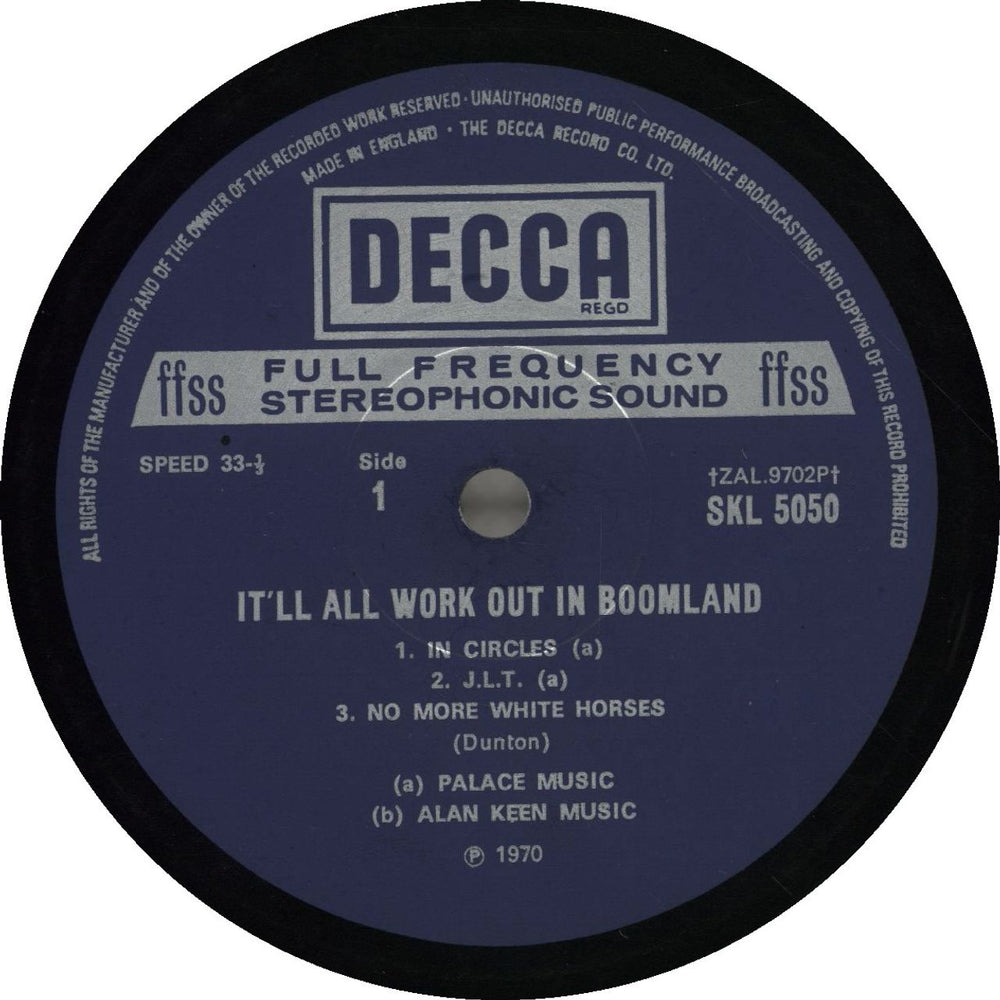 ALL RIGHTS OF THE MANUFACTURER AND OF THE OWNER OF THE RECORDED WORK RESERVED · UNAUTHORISED PUBLIC PERFORMANCE BROADCASTING AND COPYING OF THIS RECORD PROHIBITED
MADE IN ENGLAND · THE DECCA RECORD CO. LTD.
DECCA
REGD
ffss FULL FREQUENCY ffss
STEREOPHONIC SOUND
SPEED 33-⅓ Side †ZAL.9702P†
1 SKL 5050
IT'LL ALL WORK OUT IN BOOMLAND
1. IN CIRCLES (a)
2. J.L.T. (a)
3. NO MORE WHITE HORSES
(Dunton)
(a) PALACE MUSIC
(b) ALAN KEEN MUSIC
℗ 1970